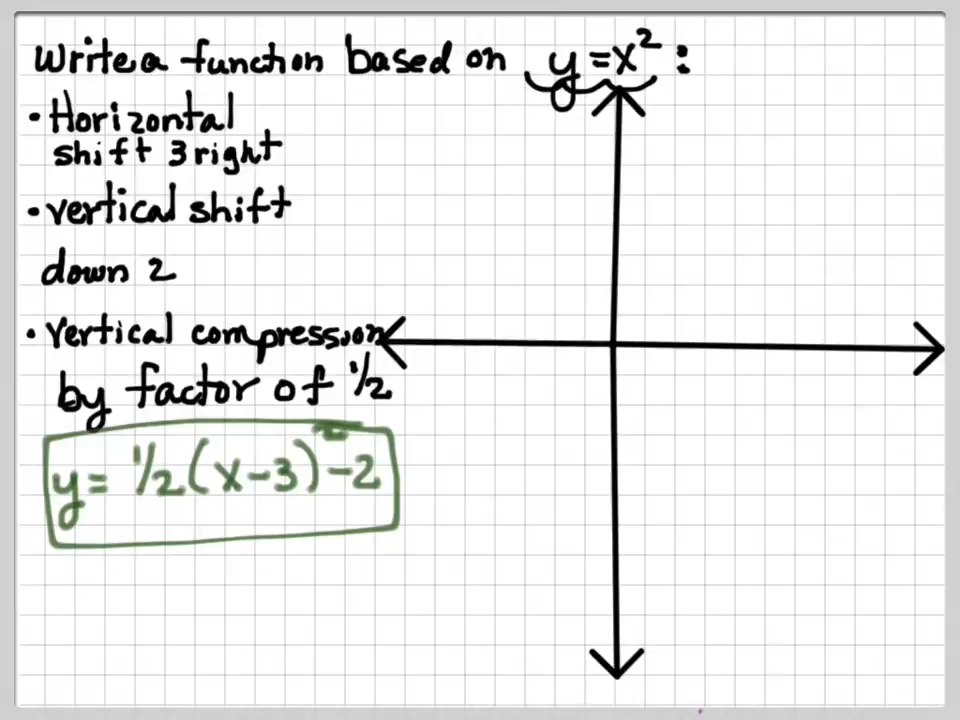 Write a function based on y=x²:
• Horizontal
shift 3 right
• vertical shift
down 2
• Vertical compression
by factor of 1/2
y = 1/2(x-3)² -2